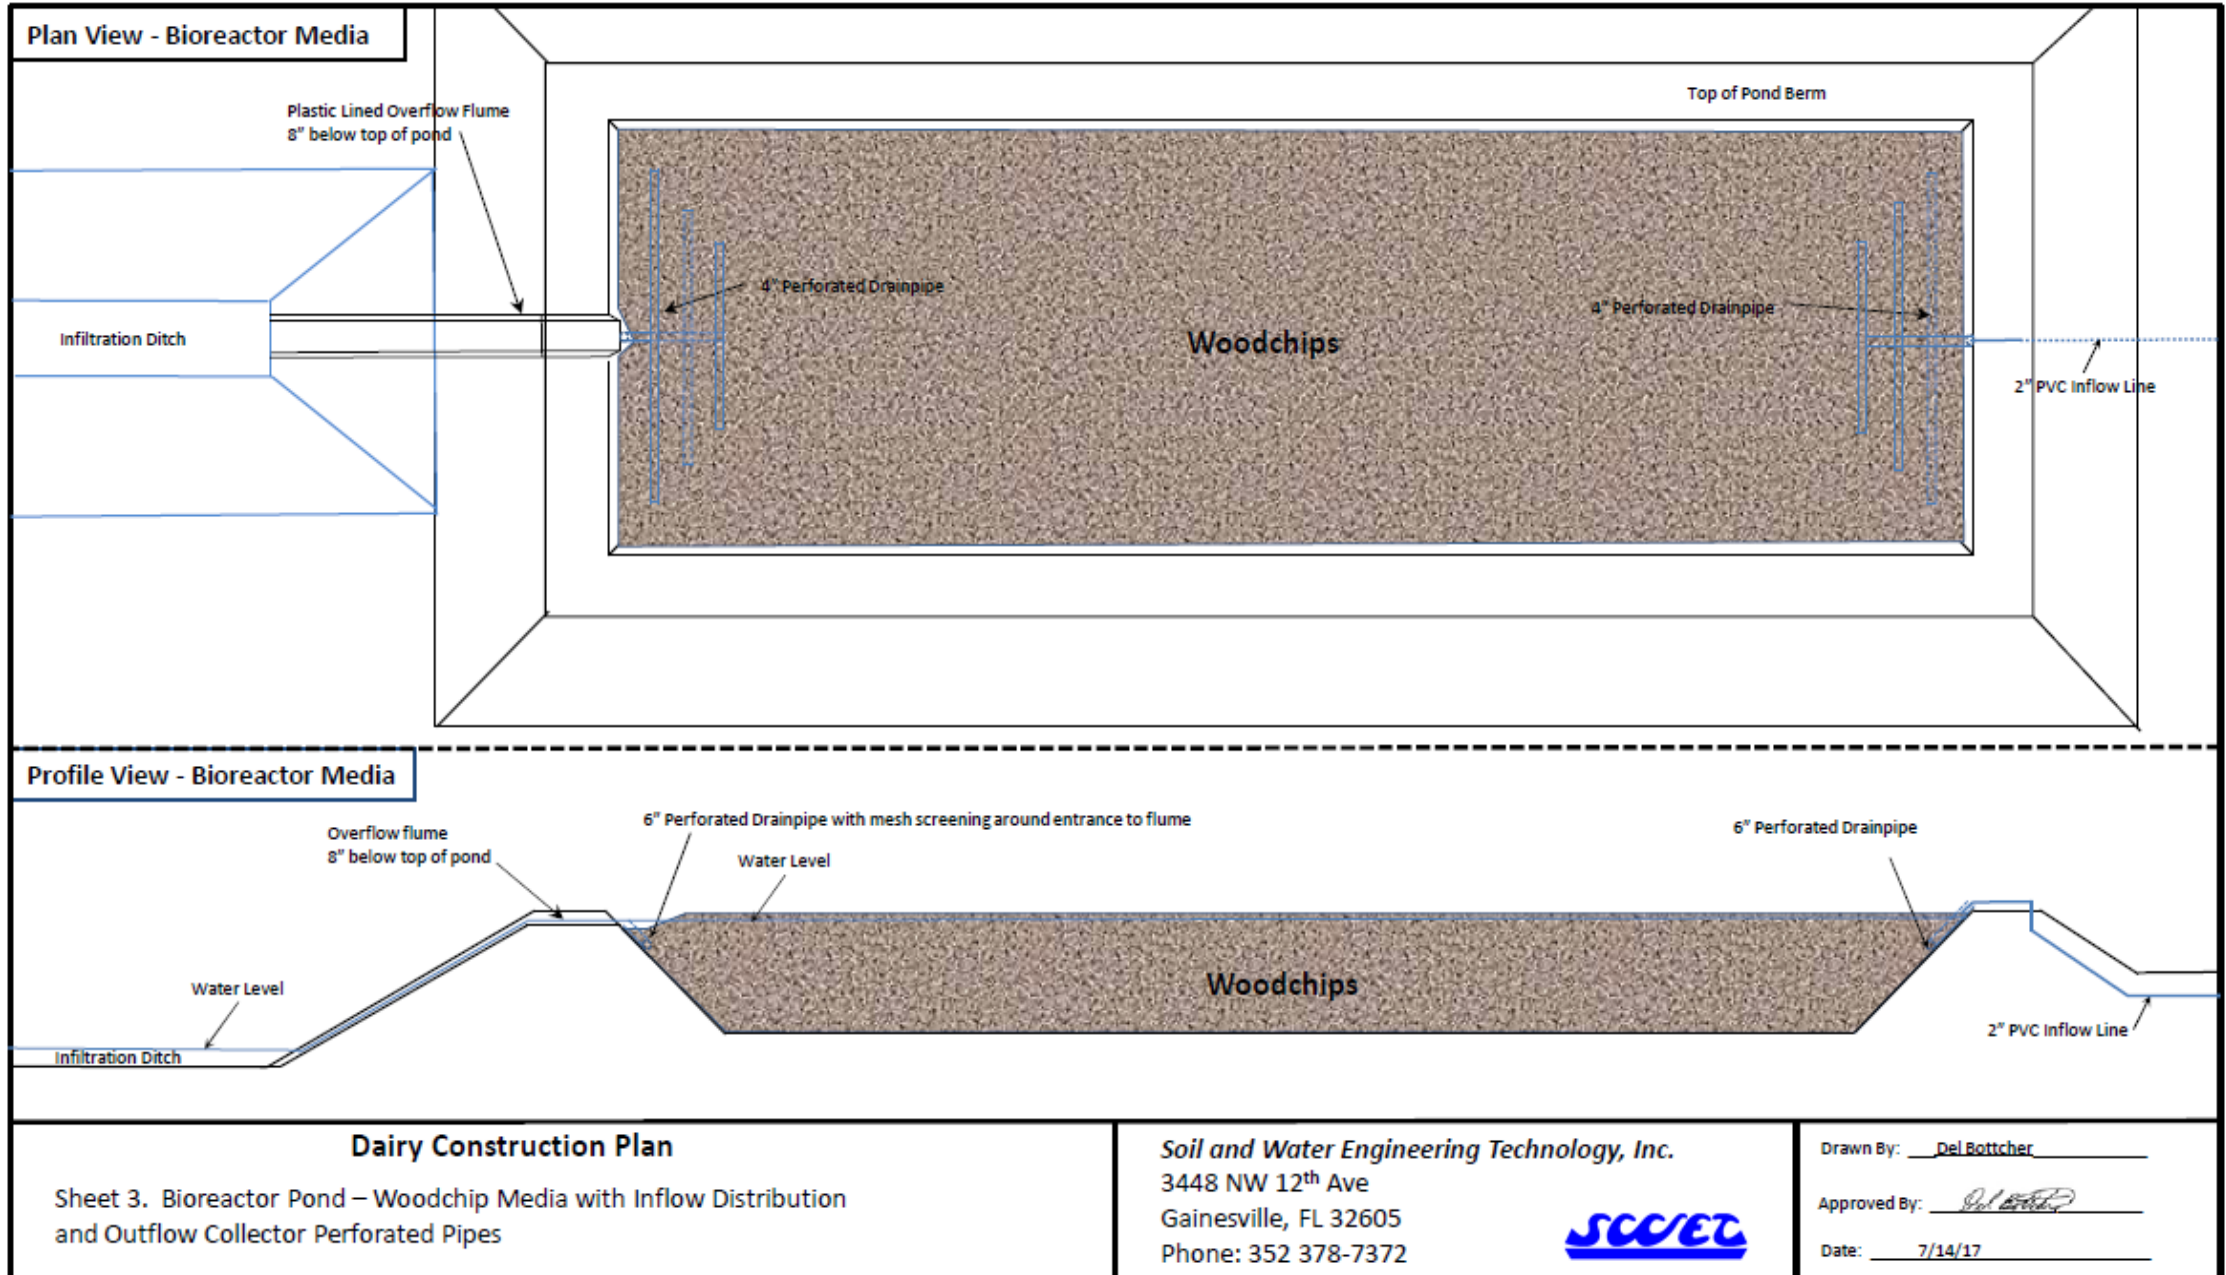 Plan View - Bioreactor Media
Plastic Lined Overflow Flume
8” below top of pond
Top of Pond Berm
4” Perforated Drainpipe
4” Perforated Drainpipe
Infiltration Ditch
Woodchips
2” PVC Inflow Line
Profile View - Bioreactor Media
Overflow flume
8” below top of pond
6” Perforated Drainpipe with mesh screening around entrance to flume
Water Level
6” Perforated Drainpipe
Water Level
Infiltration Ditch
Woodchips
2” PVC Inflow Line
Dairy Construction Plan
Sheet 3. Bioreactor Pond – Woodchip Media with Inflow Distribution
and Outflow Collector Perforated Pipes
Soil and Water Engineering Technology, Inc.
3448 NW 12th Ave
Gainesville, FL 32605
Phone: 352 378-7372
SWET
Drawn By: Del Bottcher
Approved By: Del Bottcher
Date: 7/14/17